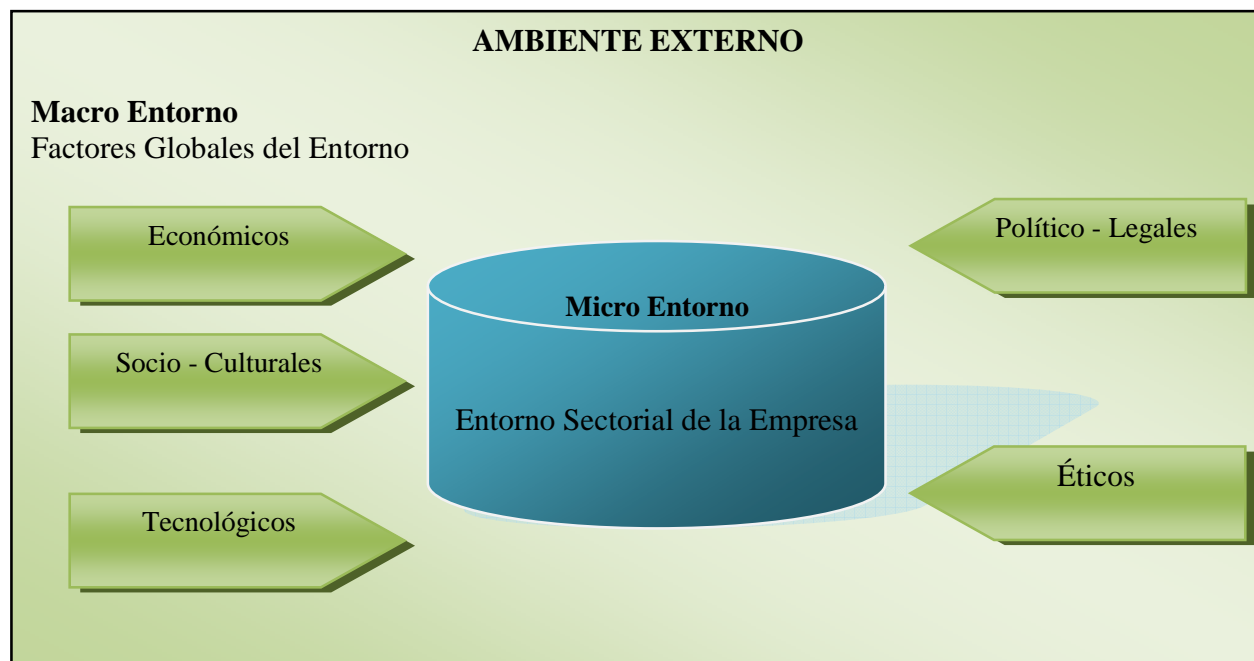 AMBIENTE EXTERNO
Macro Entorno
Factores Globales del Entorno
Económicos
Político - Legales
Micro Entorno
Socio - Culturales
Entorno Sectorial de la Empresa
Éticos
Tecnológicos